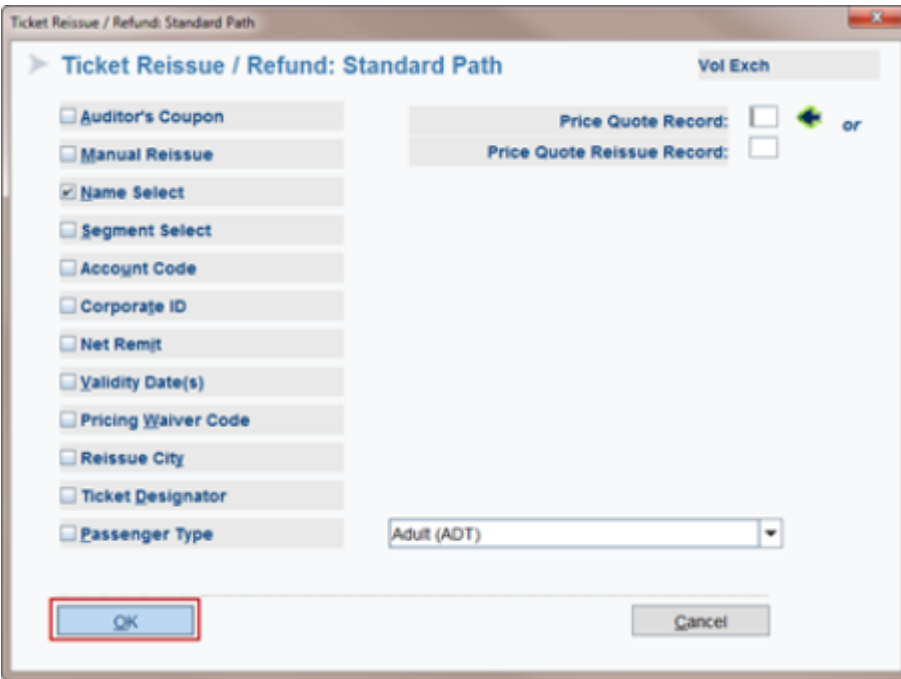 Ticket Reissue / Refund: Standard Path
Ticket Reissue / Refund: Standard Path
Vol Exch
Auditor's Coupon
Price Quote Record:
or
Manual Reissue
Price Quote Reissue Record:
Name Select
Segment Select
Account Code
Corporate ID
Net Remit
Validity Date(s)
Pricing Waiver Code
Reissue City
Ticket Designator
Passenger Type
Adult (ADT)
OK
Cancel